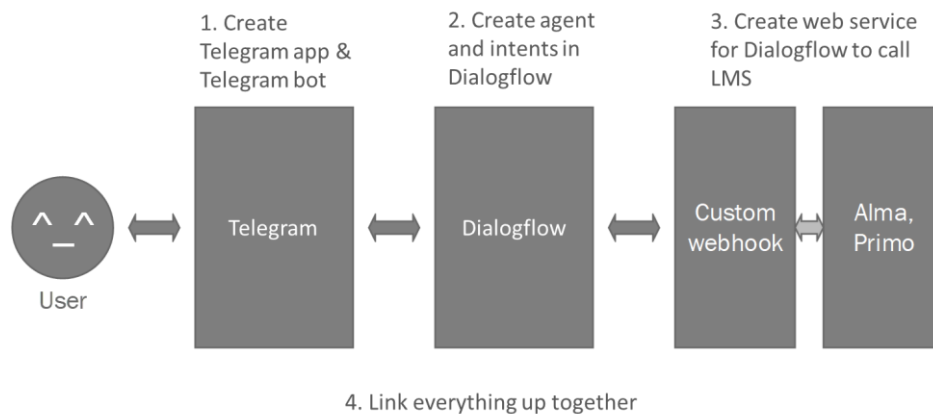 1. Create
Telegram app &
Telegram bot
2. Create agent
and intents in
Dialogflow
3. Create web service
for Dialogflow to call
LMS
^_^
User
Telegram
Dialogflow
Custom
webhook
Alma,
Primo
4. Link everything up together